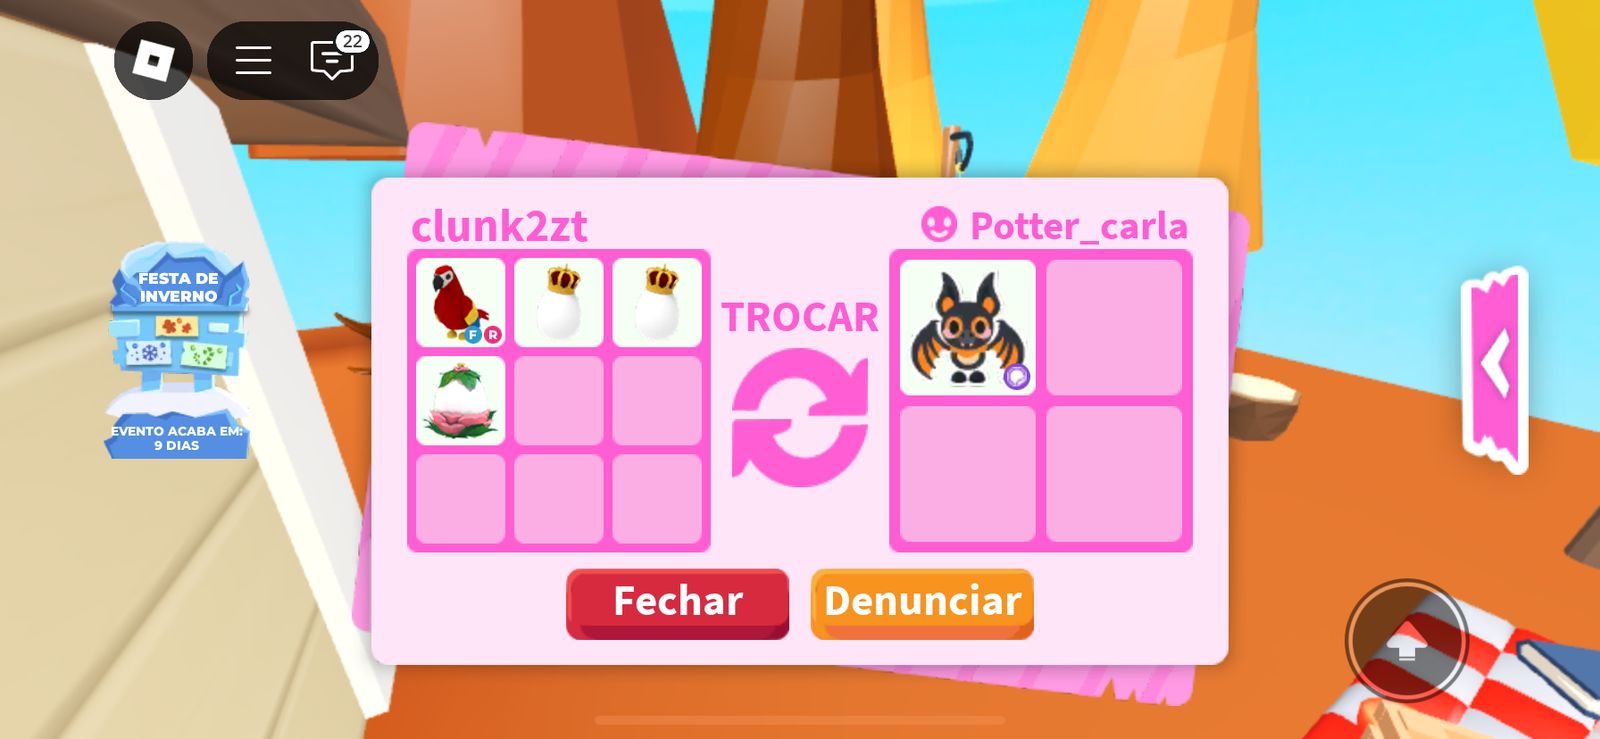 22
clunk2zt
Potter_carla
FESTA DE
INVERNO
F R
TROCAR
EVENTO ACABA EM:
9 DIAS
Fechar
Denunciar